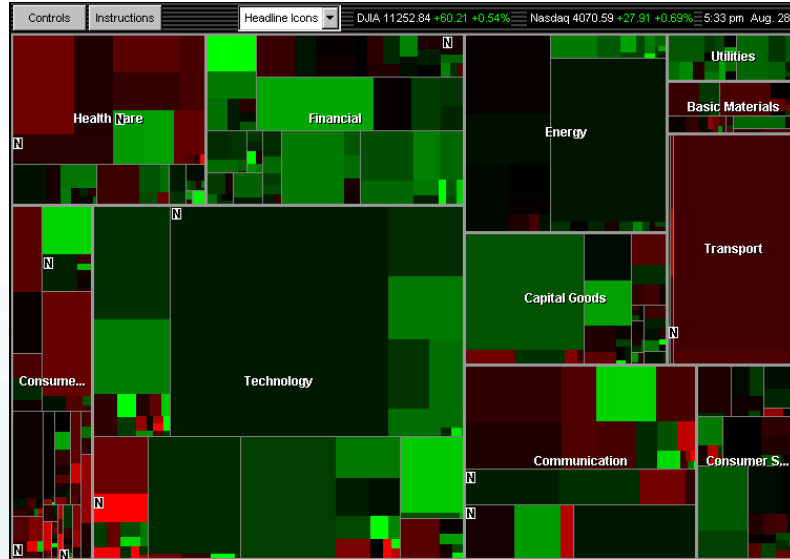 Controls Instructions Headline Icons DJIA 11252.84 +60.21 +0.54% Nasdaq 4070.59 +27.91 +0.69% 5:33 pm Aug. 28
N
Utilities
Basic Materials
Health Care N
Financial
Energy
N
N
Transport
N
Capital Goods
N
Consume...
Technology
Communication
Consumer S...
N
N
N
N
N